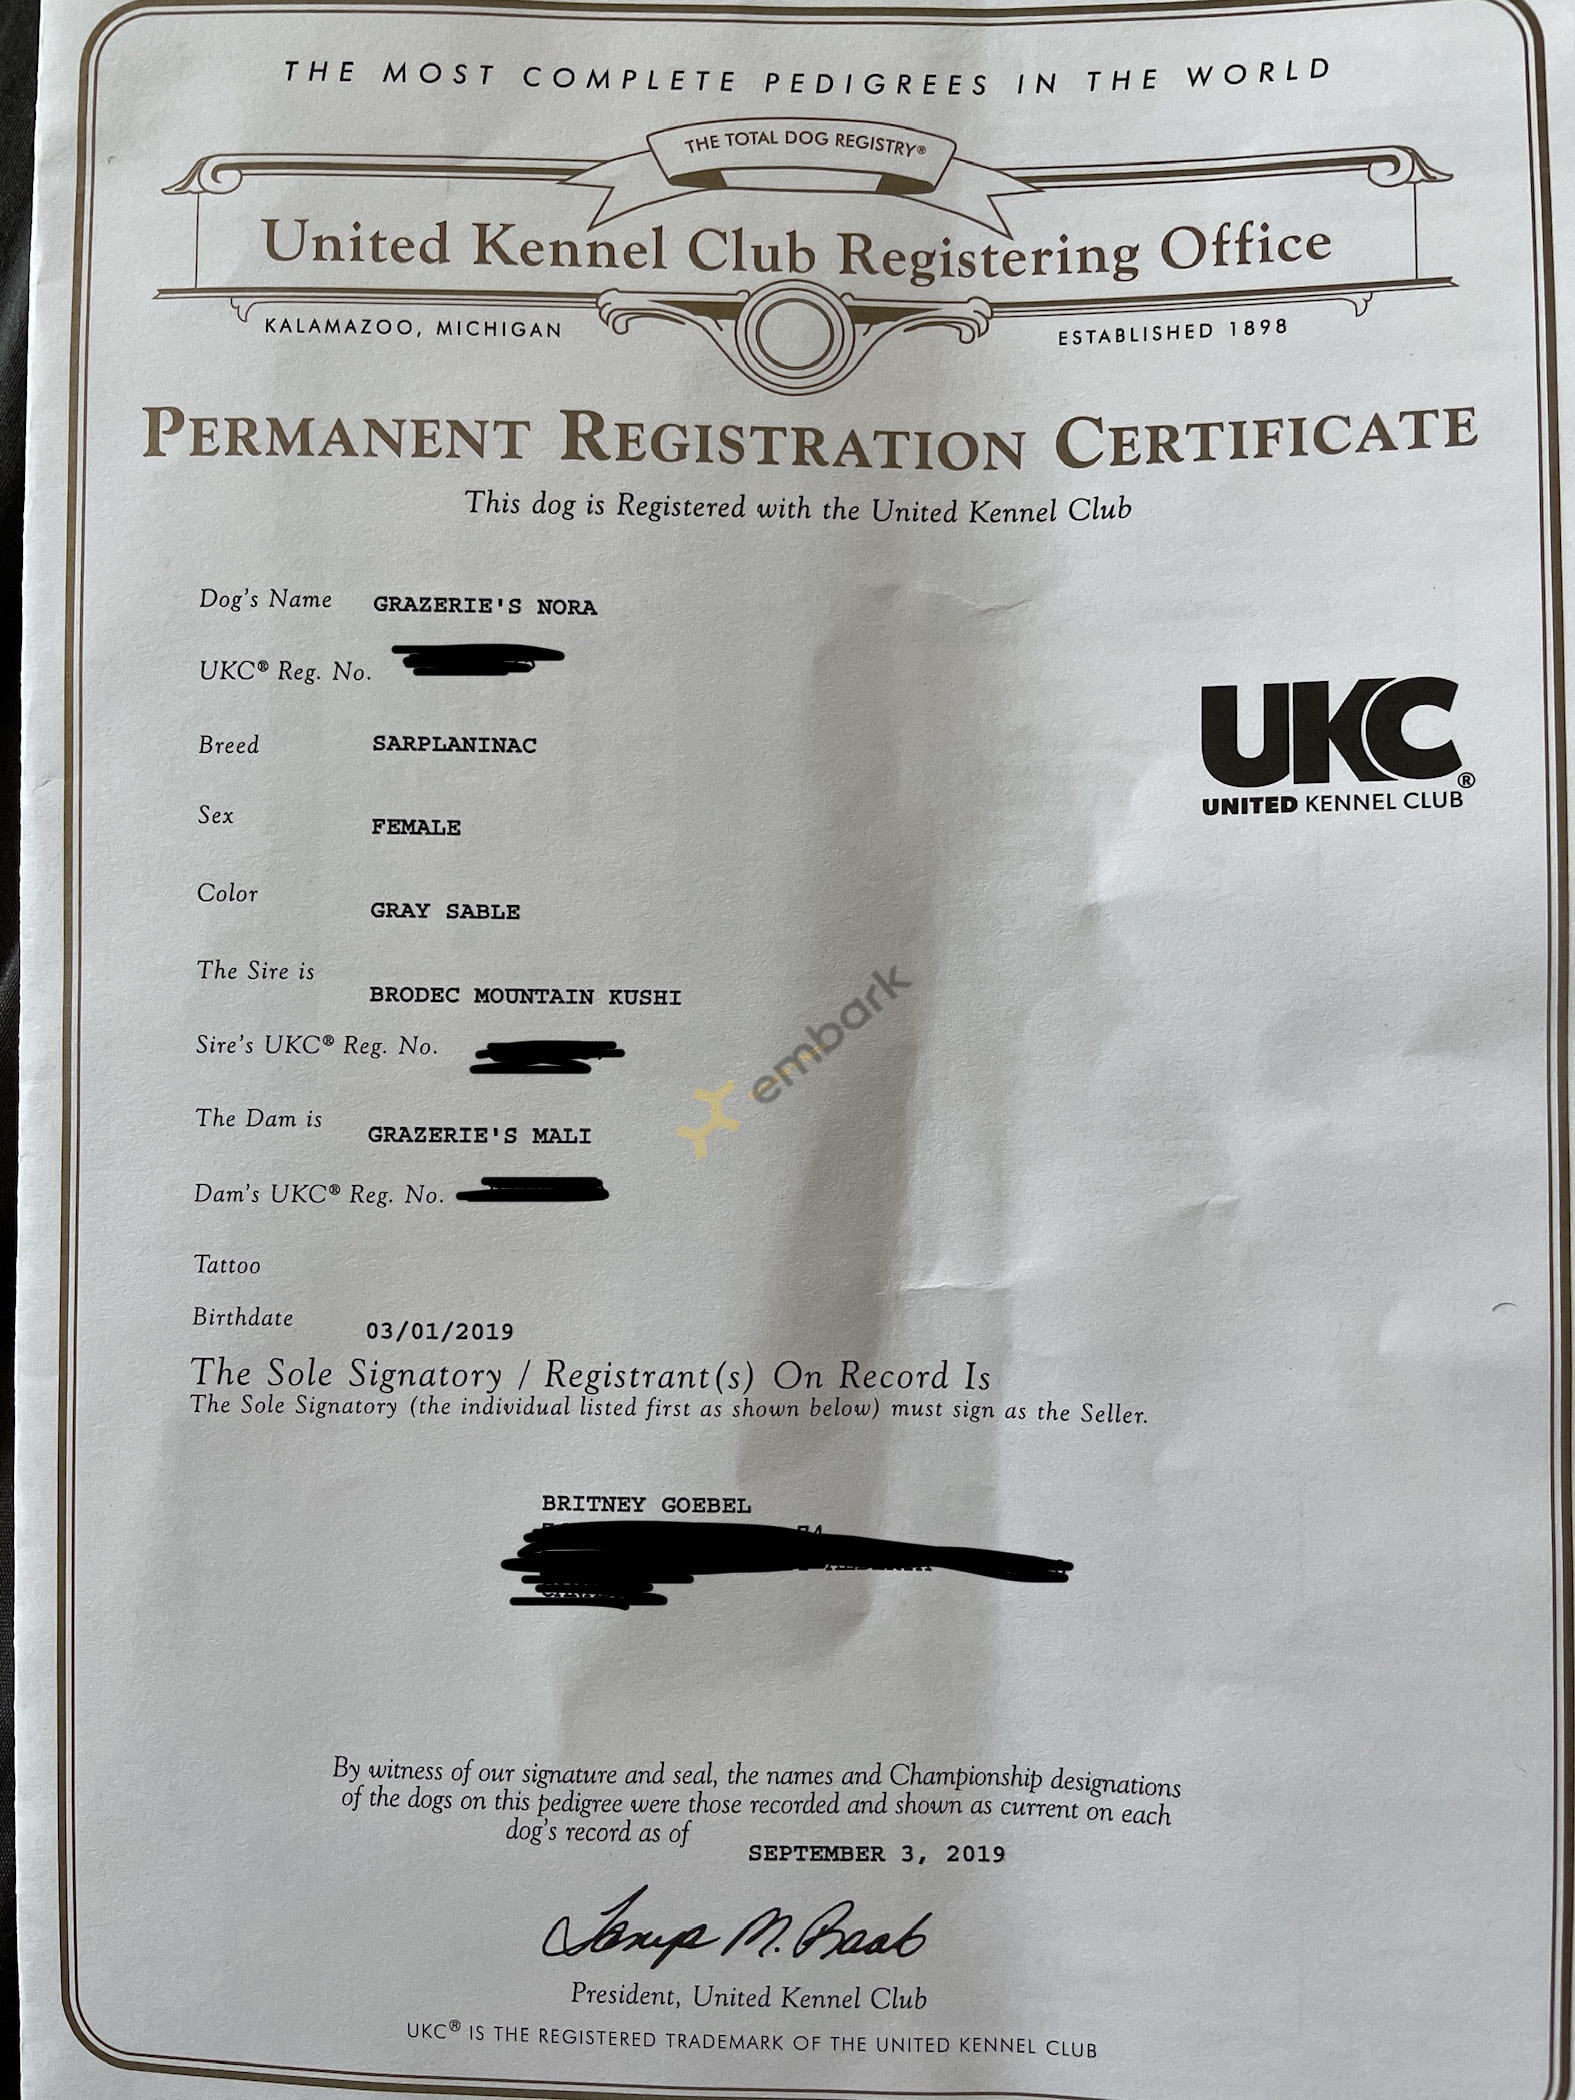 THE MOST COMPLETE PEDIGREES IN THE WORLD
THE TOTAL DOG REGISTRY®
United Kennel Club Registering Office
KALAMAZOO, MICHIGAN ESTABLISHED 1898
PERMANENT REGISTRATION CERTIFICATE
This dog is Registered with the United Kennel Club
Dog's Name GRAZERIE'S NORA
UKC® Reg. No.
Breed SARPLANINAC
UKC®
UNITED KENNEL CLUB
Sex FEMALE
Color GRAY SABLE
The Sire is BRODEC MOUNTAIN KUSHI
Sire's UKC® Reg. No.
embark
The Dam is GRAZERIE'S MALI
Dam's UKC® Reg. No.
Tattoo
Birthdate 03/01/2019
The Sole Signatory / Registrant(s) On Record Is
The Sole Signatory (the individual listed first as shown below) must sign as the Seller.
BRITNEY GOEBEL
By witness of our signature and seal, the names and Championship designations
of the dogs on this pedigree were those recorded and shown as current on each
dog's record as of SEPTEMBER 3, 2019
Tanya M. Raab
President, United Kennel Club
UKC® IS THE REGISTERED TRADEMARK OF THE UNITED KENNEL CLUB